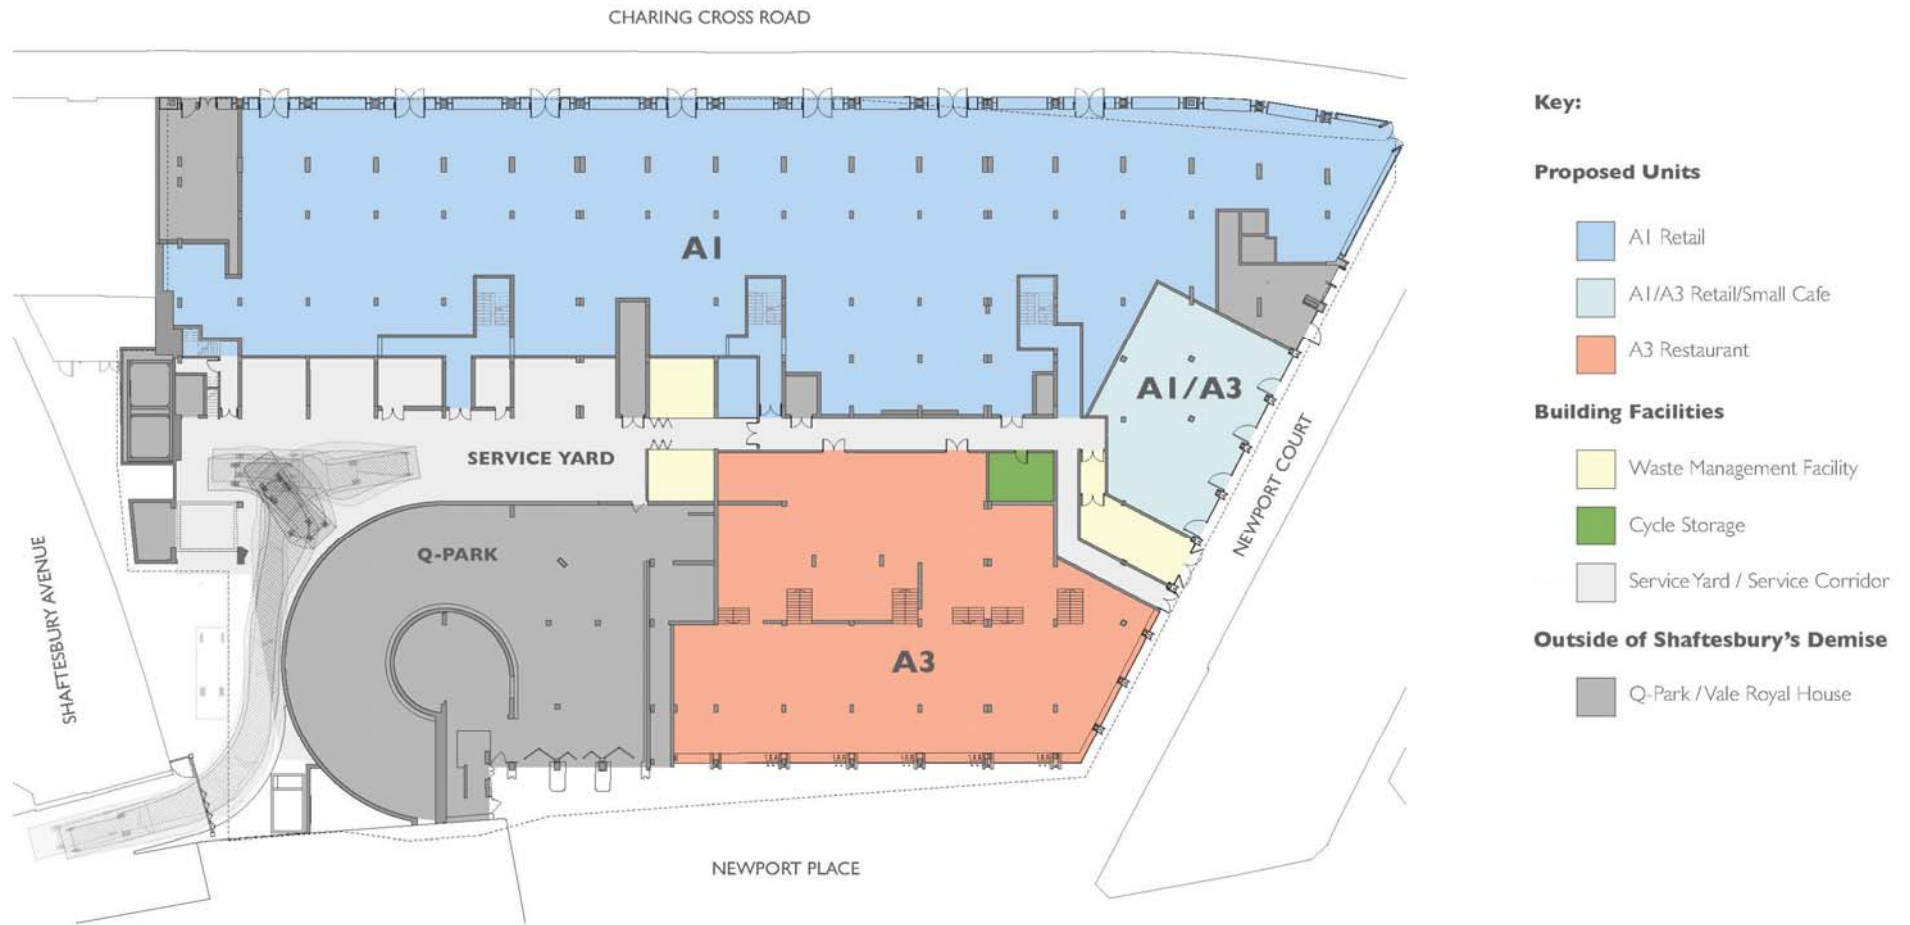 CHARING CROSS ROAD
Key:
Proposed Units
A1 Retail
A1/A3 Retail/Small Cafe
A3 Restaurant
Building Facilities
Waste Management Facility
Cycle Storage
Service Yard / Service Corridor
Outside of Shaftesbury's Demise
Q-Park / Vale Royal House
A1
A1/A3
SERVICE YARD
NEWPORT COURT
Q-PARK
SHAFTESBURY AVENUE
A3
NEWPORT PLACE